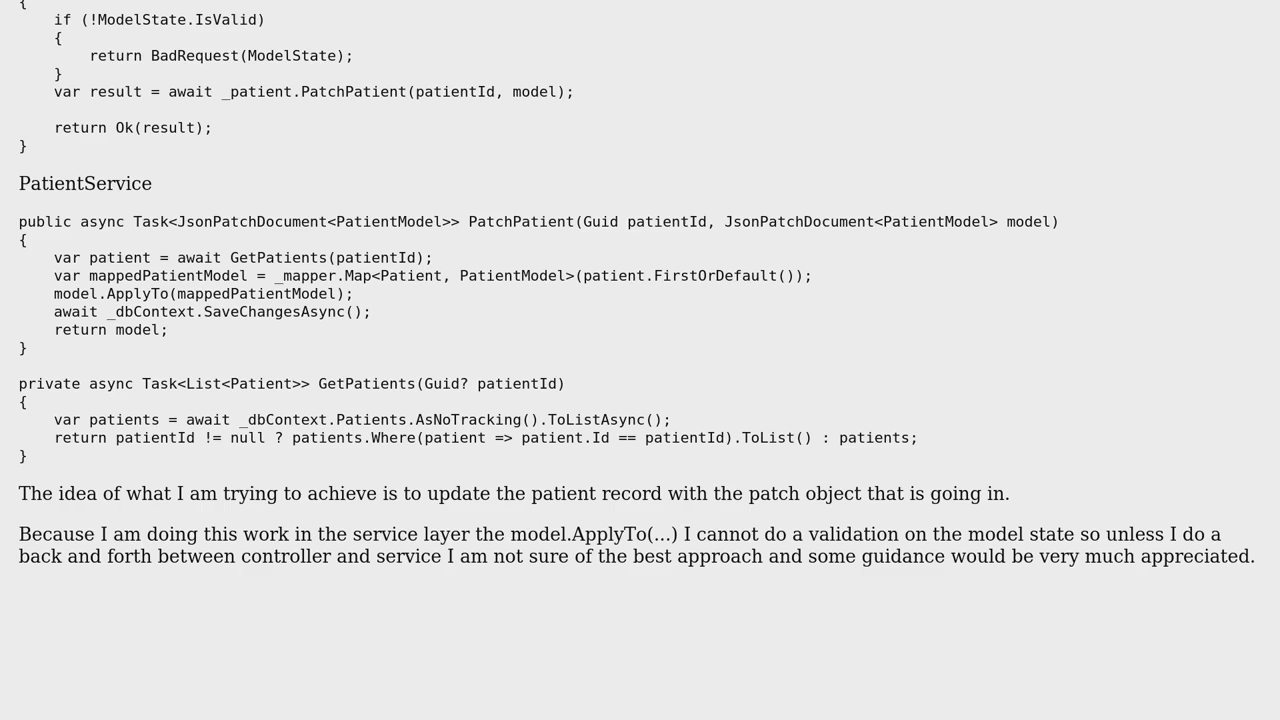 {
    if (!ModelState.IsValid)
    {
        return BadRequest(ModelState);
    }
    var result = await _patient.PatchPatient(patientId, model);

    return Ok(result);
}

PatientService

public async Task<JsonPatchDocument<PatientModel>> PatchPatient(Guid patientId, JsonPatchDocument<PatientModel> model)
{
    var patient = await GetPatients(patientId);
    var mappedPatientModel = _mapper.Map<Patient, PatientModel>(patient.FirstOrDefault());
    model.ApplyTo(mappedPatientModel);
    await _dbContext.SaveChangesAsync();
    return model;
}

private async Task<List<Patient>> GetPatients(Guid? patientId)
{
    var patients = await _dbContext.Patients.AsNoTracking().ToListAsync();
    return patientId != null ? patients.Where(patient => patient.Id == patientId).ToList() : patients;
}

The idea of what I am trying to achieve is to update the patient record with the patch object that is going in.

Because I am doing this work in the service layer the model.ApplyTo(...) I cannot do a validation on the model state so unless I do a
back and forth between controller and service I am not sure of the best approach and some guidance would be very much appreciated.